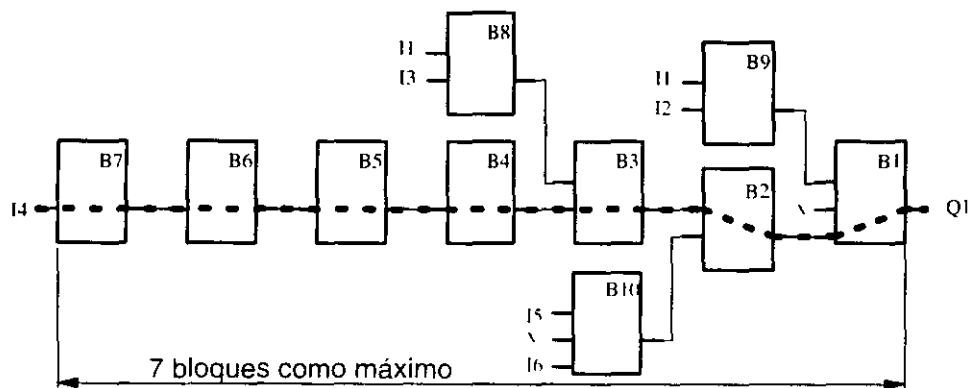 B8
I1
I3
B9
I1
I2
B7
B6
B5
B4
B3
B2
B1
I4
Q1
B10
I5
\
I6
\
7 bloques como máximo